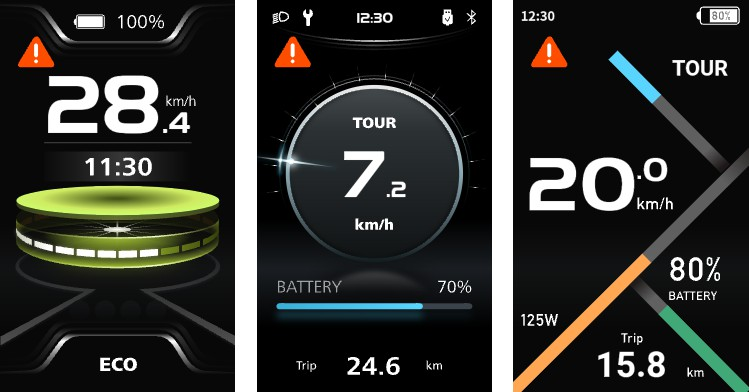 100%
28.4
km/h
11:30
ECO
12:30
TOUR
7.2
km/h
BATTERY 70%
Trip 24.6 km
12:30 80%
TOUR
20.0
km/h
80%
BATTERY
125W
Trip
15.8 km